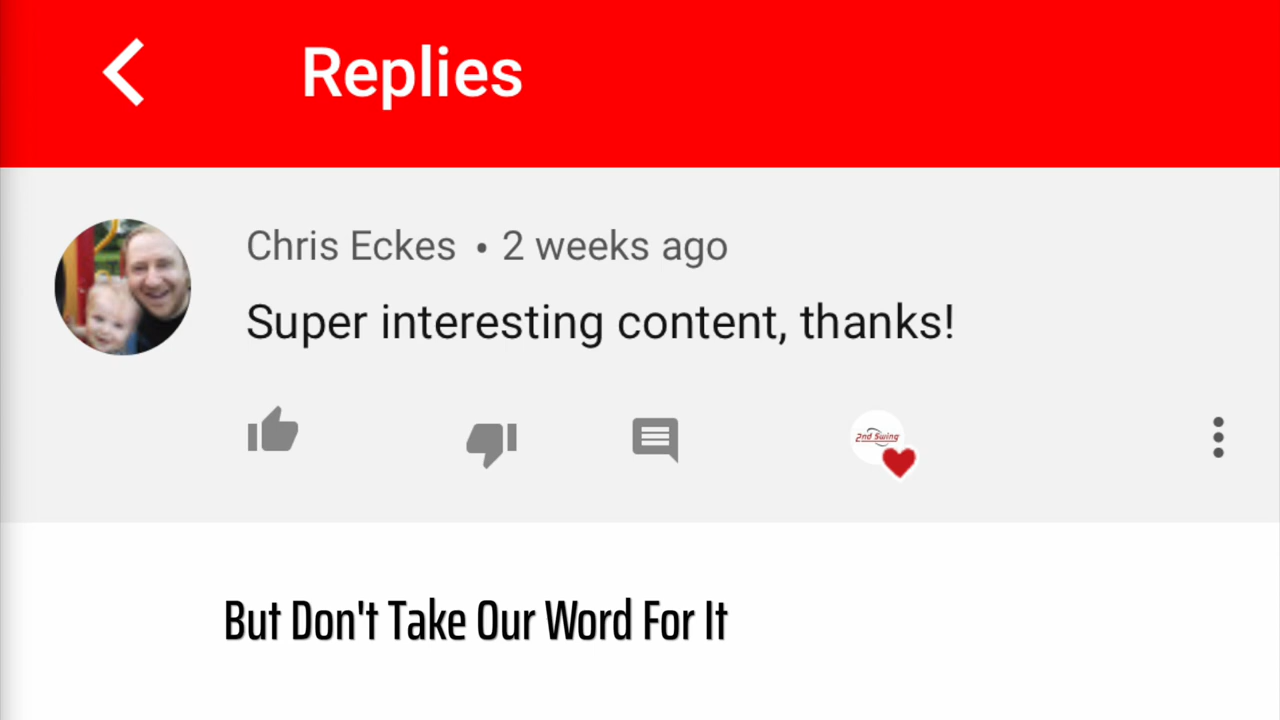 Replies
Chris Eckes • 2 weeks ago
Super interesting content, thanks!
2nd Swing
But Don't Take Our Word For It